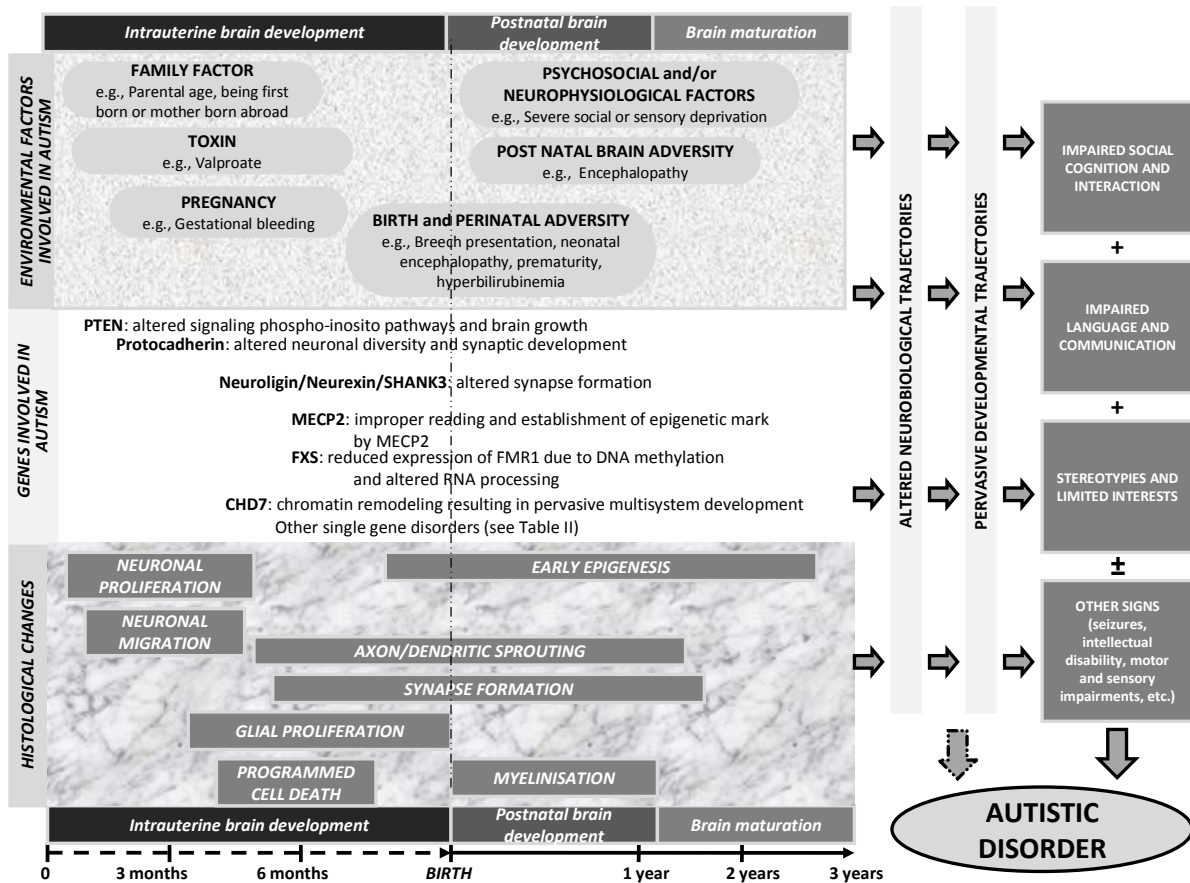 Intrauterine brain development
Postnatal brain
development
Brain maturation
ENVIRONMENTAL FACTORS
INVOLVED IN AUTISM
FAMILY FACTOR
e.g., Parental age, being first
born or mother born abroad
TOXIN
e.g., Valproate
PREGNANCY
e.g., Gestational bleeding
PSYCHOSOCIAL and/or
NEUROPHYSIOLOGICAL FACTORS
e.g., Severe social or sensory deprivation
POST NATAL BRAIN ADVERSITY
e.g.,  Encephalopathy
BIRTH and PERINATAL ADVERSITY
e.g., Breech presentation, neonatal
encephalopathy, prematurity,
hyperbilirubinemia
GENES INVOLVED IN
AUTISM
PTEN: altered signaling phospho-inosito pathways and brain growth
Protocadherin: altered neuronal diversity and synaptic development
Neuroligin/Neurexin/SHANK3: altered synapse formation
MECP2: improper reading and establishment of epigenetic mark
by MECP2
FXS: reduced expression of FMR1 due to DNA methylation
and altered RNA processing
CHD7: chromatin remodeling resulting in pervasive multisystem development
Other single gene disorders (see Table II)
HISTOLOGICAL CHANGES
NEURONAL
PROLIFERATION
EARLY EPIGENESIS
NEURONAL
MIGRATION
AXON/DENDRITIC SPROUTING
SYNAPSE FORMATION
GLIAL PROLIFERATION
PROGRAMMED
CELL DEATH
MYELINISATION
Intrauterine brain development
Postnatal brain
development
Brain maturation
0
3 months
6 months
BIRTH
1 year
2 years
3 years
ALTERED NEUROBIOLOGICAL TRAJECTORIES
PERVASIVE DEVELOPMENTAL TRAJECTORIES
IMPAIRED SOCIAL
COGNITION AND
INTERACTION
+
IMPAIRED
LANGUAGE AND
COMMUNICATION
+
STEREOTYPIES AND
LIMITED INTERESTS
±
OTHER SIGNS
(seizures,
intellectual
disability, motor
and sensory
impairments, etc.)
AUTISTIC
DISORDER